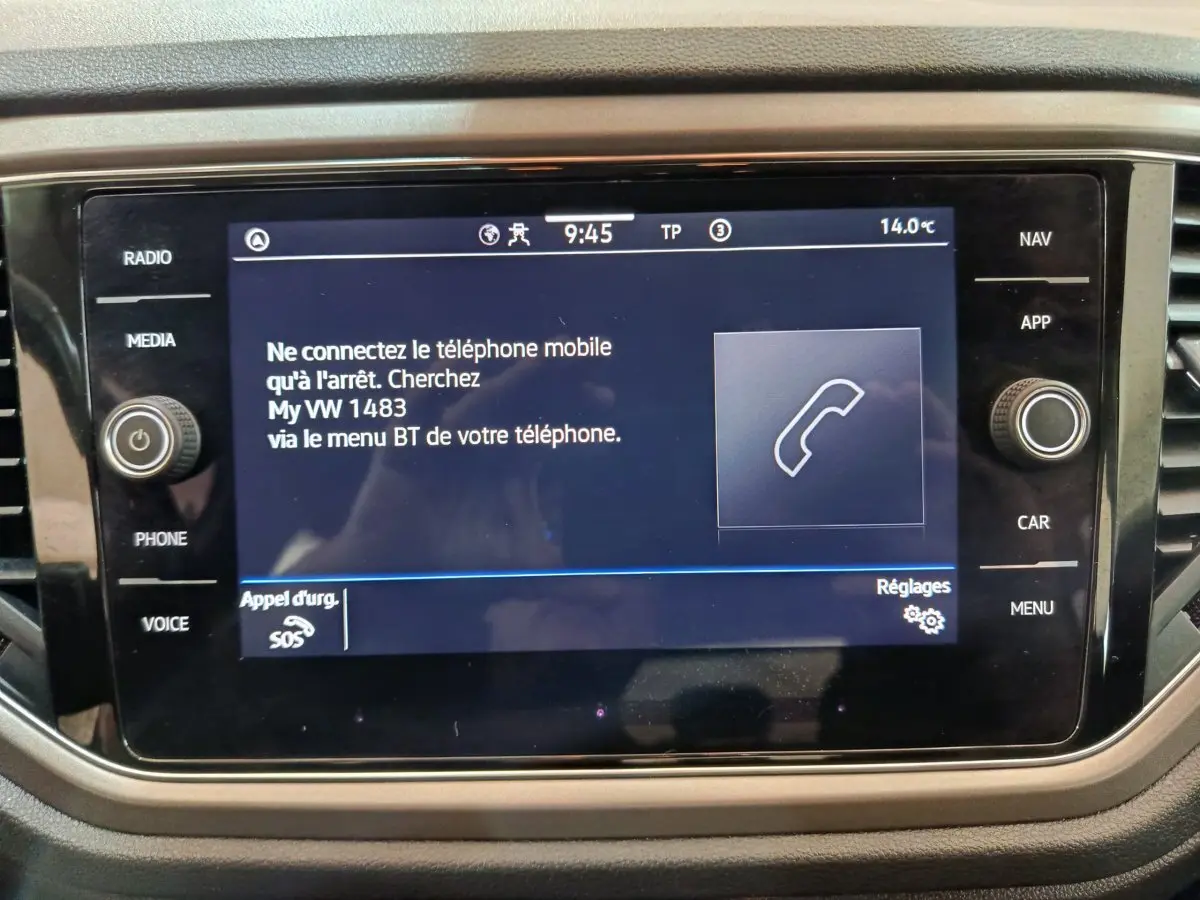 9:45 TP 3 14.0°C
RADIO
MEDIA
PHONE
VOICE
Ne connectez le téléphone mobile
qu'à l'arrêt. Cherchez
My VW 1483
via le menu BT de votre téléphone.
Appel d'urg.
SOS
Réglages
NAV
APP
CAR
MENU